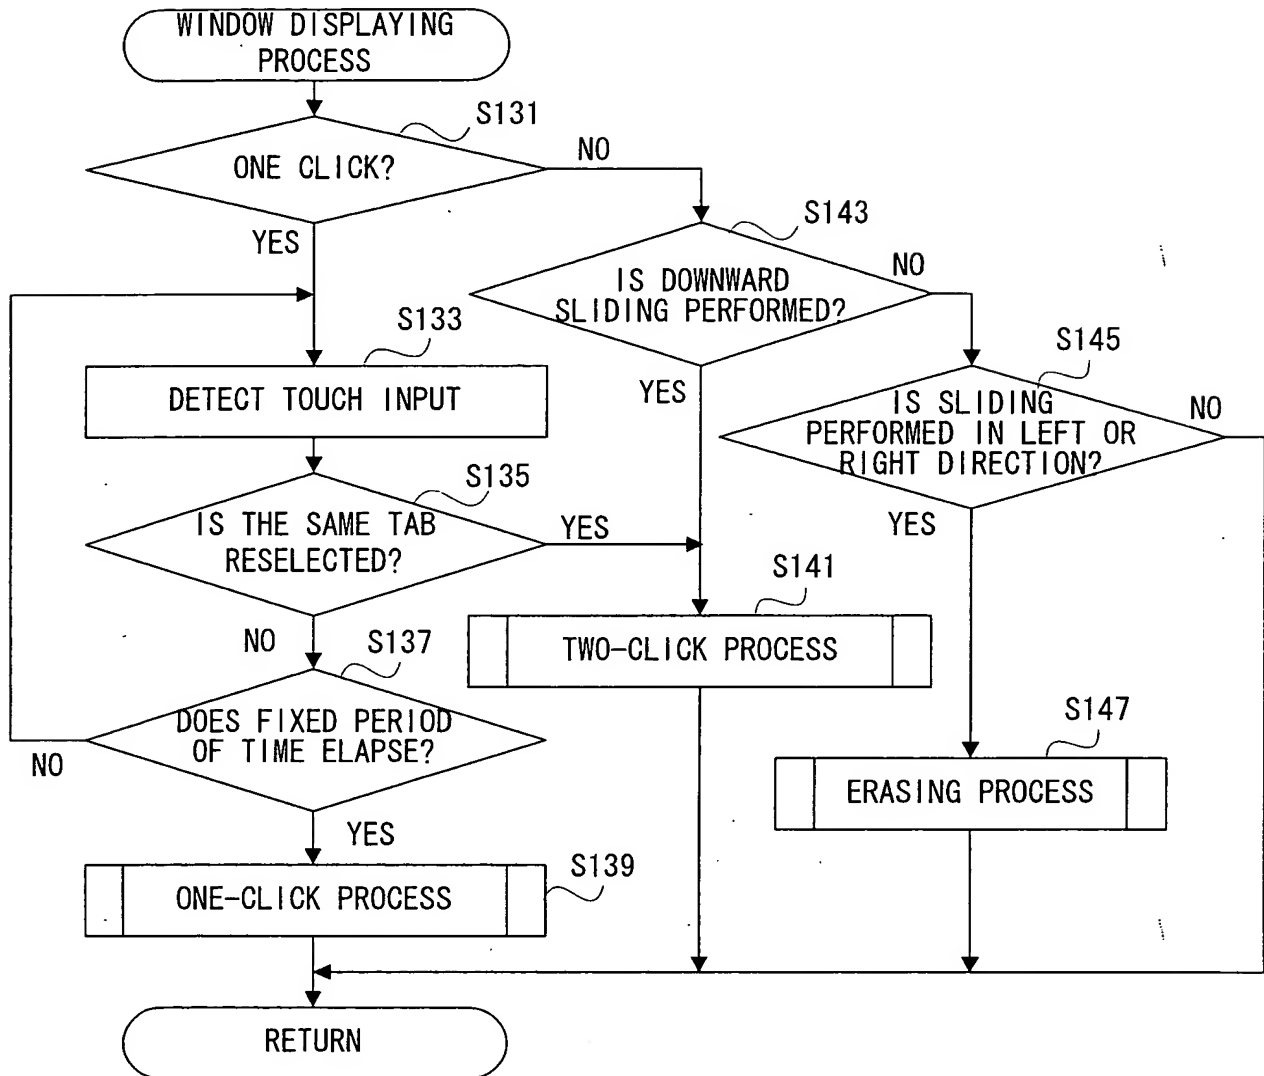 WINDOW DISPLAYING
PROCESS
S131
ONE CLICK?
NO
YES
S143
IS DOWNWARD
SLIDING PERFORMED?
NO
YES
S133
DETECT TOUCH INPUT
S145
IS SLIDING
PERFORMED IN LEFT OR
RIGHT DIRECTION?
NO
YES
S135
IS THE SAME TAB
RESELECTED?
YES
NO
S141
TWO-CLICK PROCESS
S137
DOES FIXED PERIOD
OF TIME ELAPSE?
NO
YES
S147
ERASING PROCESS
S139
ONE-CLICK PROCESS
RETURN